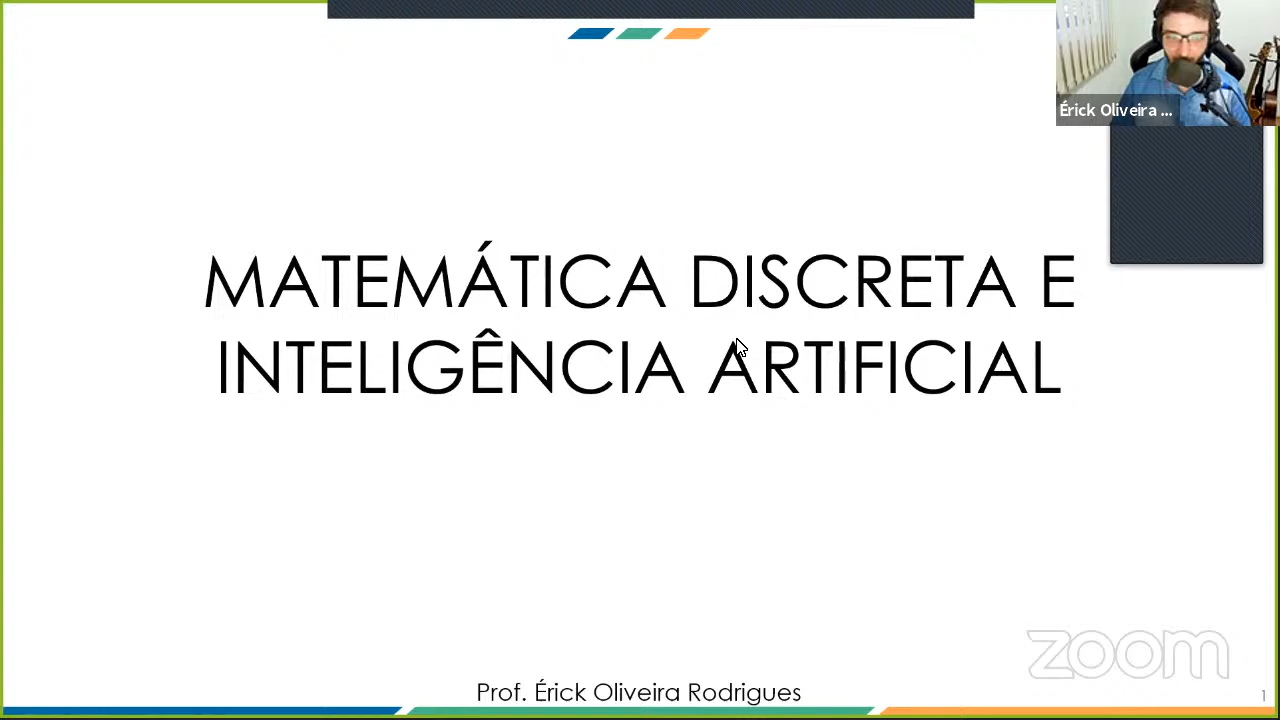 Érick Oliveira ...
MATEMÁTICA DISCRETA E
INTELIGÊNCIA ARTIFICIAL
zoom
Prof. Érick Oliveira Rodrigues
1